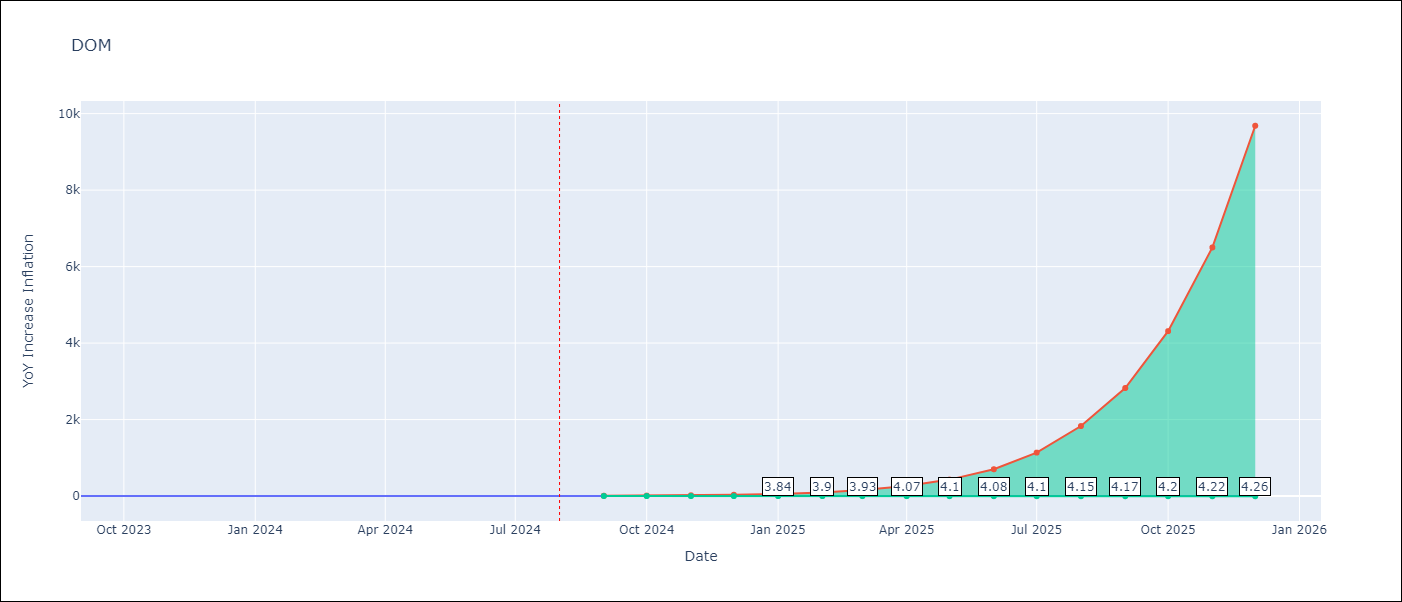 DOM
YoY Increase Inflation
10k
8k
6k
4k
2k
0
3.84 3.9 3.93 4.07 4.1 4.08 4.1 4.15 4.17 4.2 4.22 4.26
Oct 2023 Jan 2024 Apr 2024 Jul 2024 Oct 2024 Jan 2025 Apr 2025 Jul 2025 Oct 2025 Jan 2026
Date